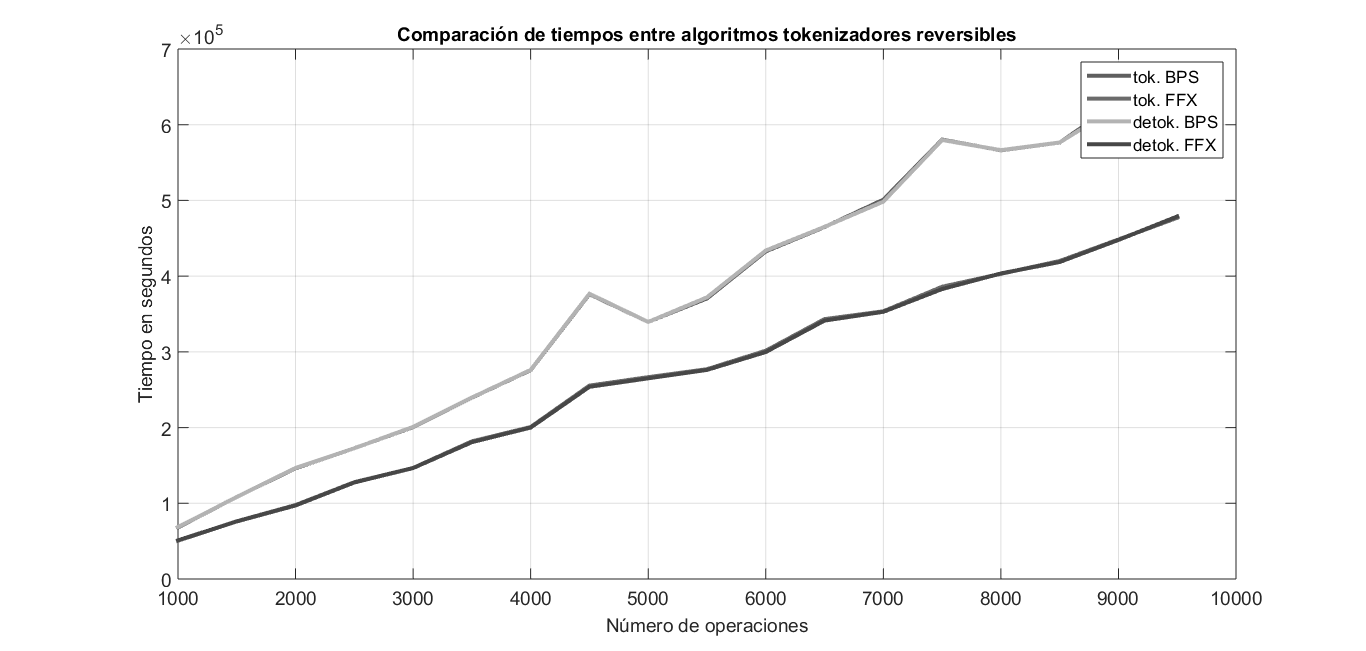 Comparación de tiempos entre algoritmos tokenizadores reversibles
×10^5
7
6
5
4
3
2
1
0
Tiempo en segundos
tok. BPS
tok. FFX
detok. BPS
detok. FFX
1000 2000 3000 4000 5000 6000 7000 8000 9000 10000
Número de operaciones